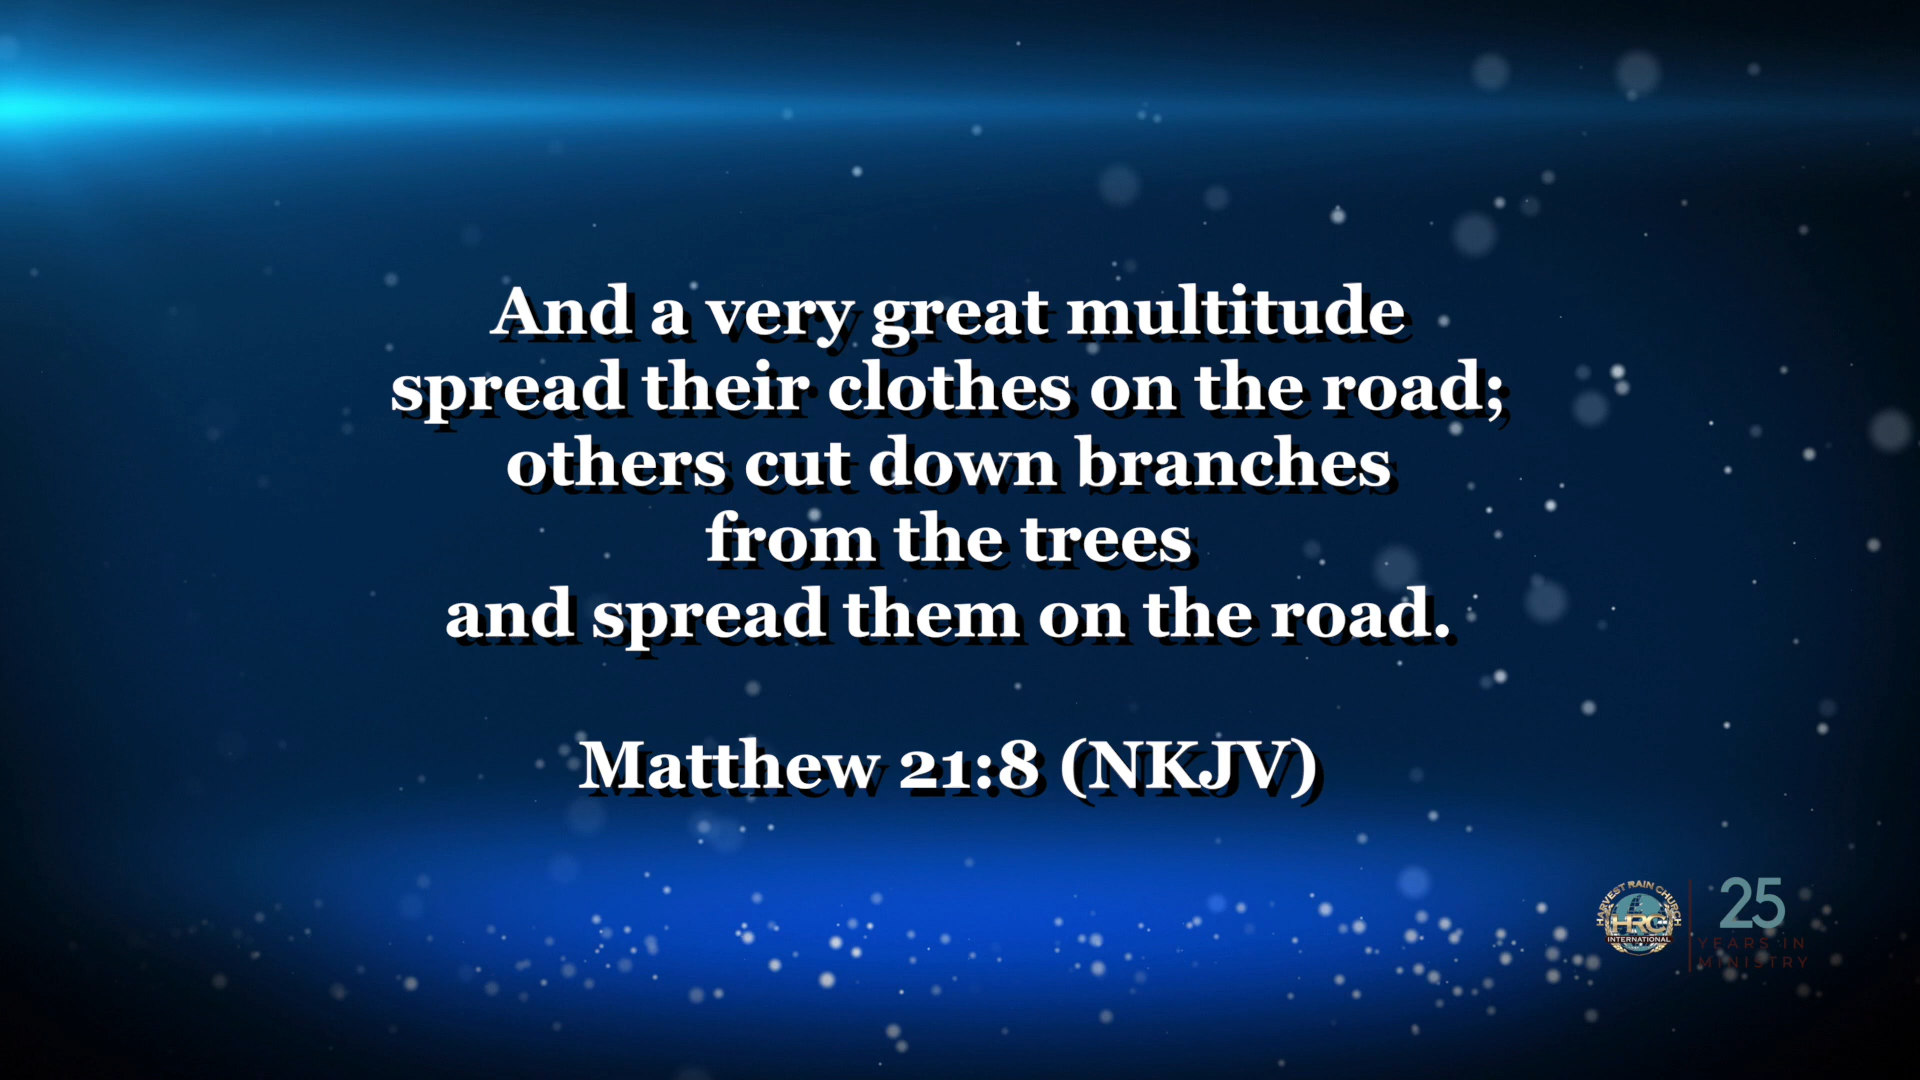 And a very great multitude
spread their clothes on the road;
others cut down branches
from the trees
and spread them on the road.
Matthew 21:8 (NKJV)
HARVEST RAIN CHURCH
HRC
INTERNATIONAL
25
YEARS IN
MINISTRY